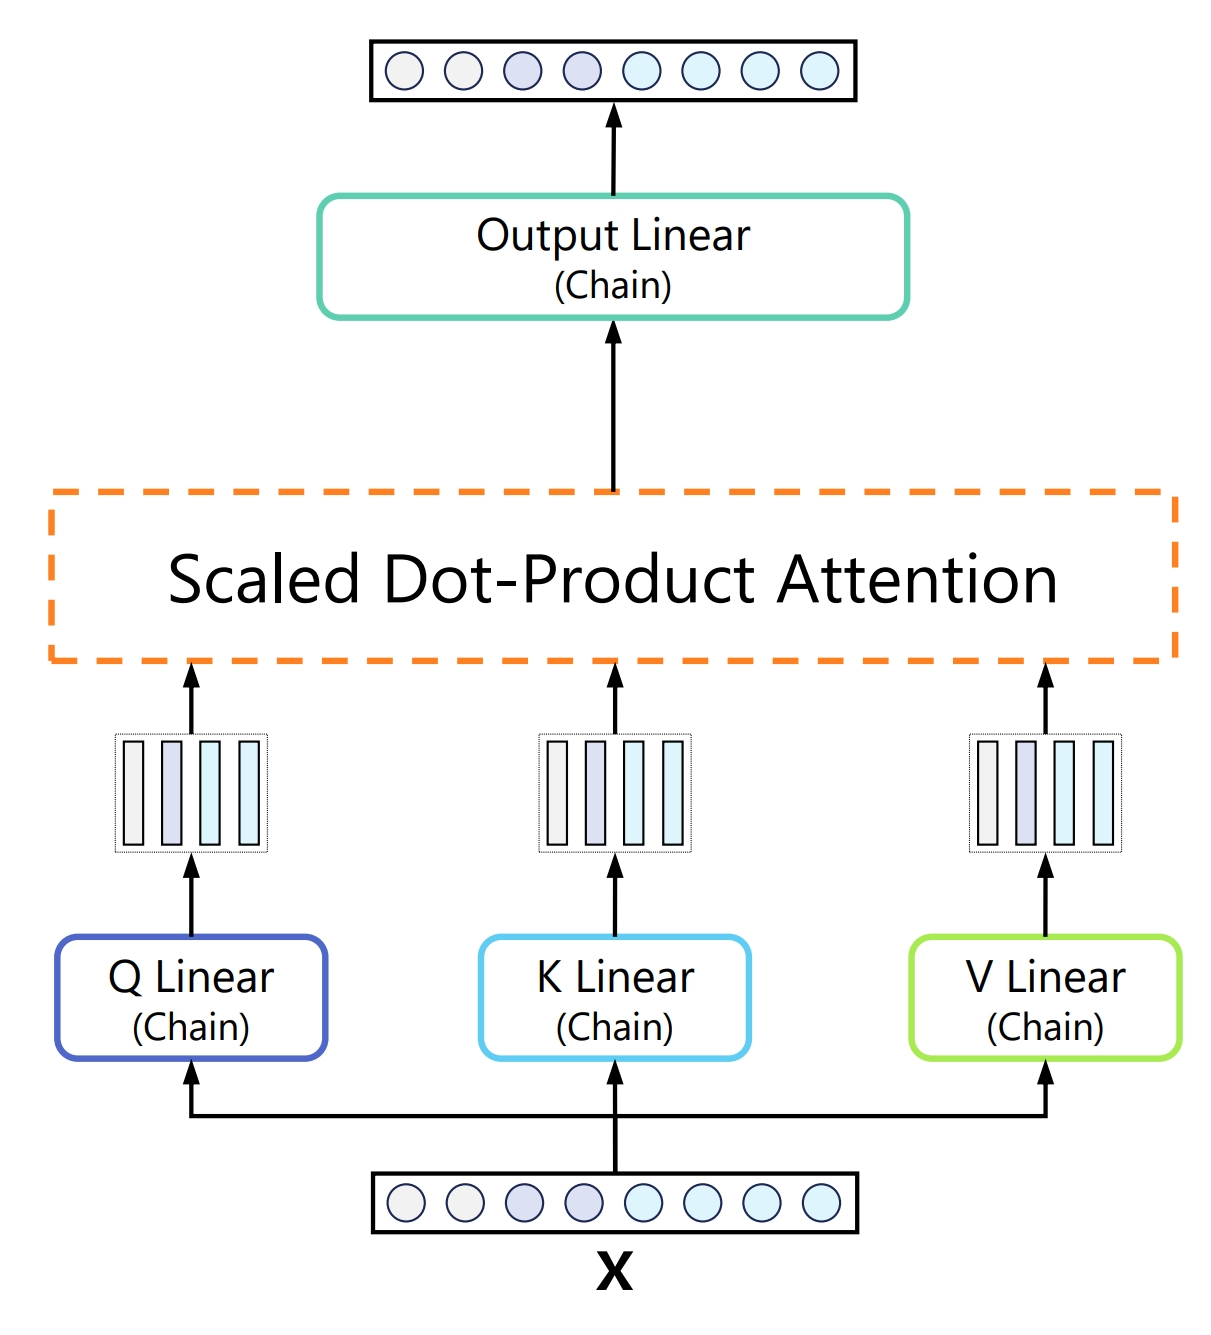 Output Linear
(Chain)
Scaled Dot-Product Attention
Q Linear
(Chain)
K Linear
(Chain)
V Linear
(Chain)
X